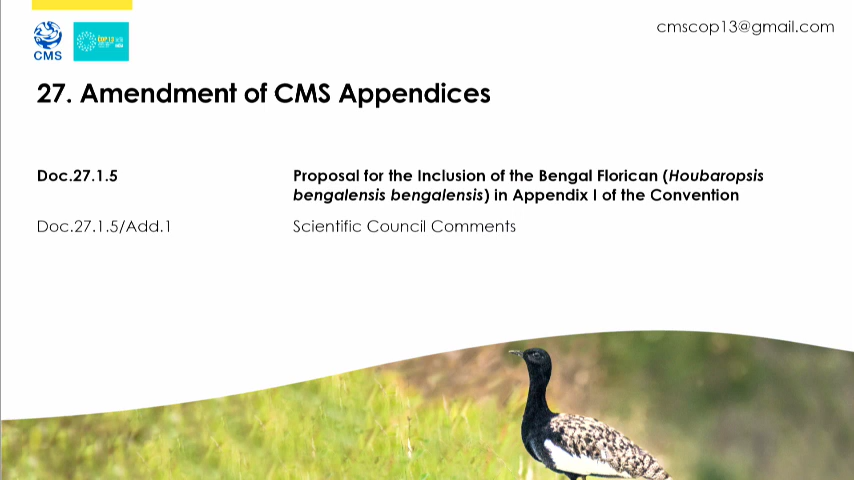 cmscop13@gmail.com
CMS
27. Amendment of CMS Appendices
Doc.27.1.5
Proposal for the Inclusion of the Bengal Florican (Houbaropsis
bengalensis bengalensis) in Appendix I of the Convention
Doc.27.1.5/Add.1
Scientific Council Comments